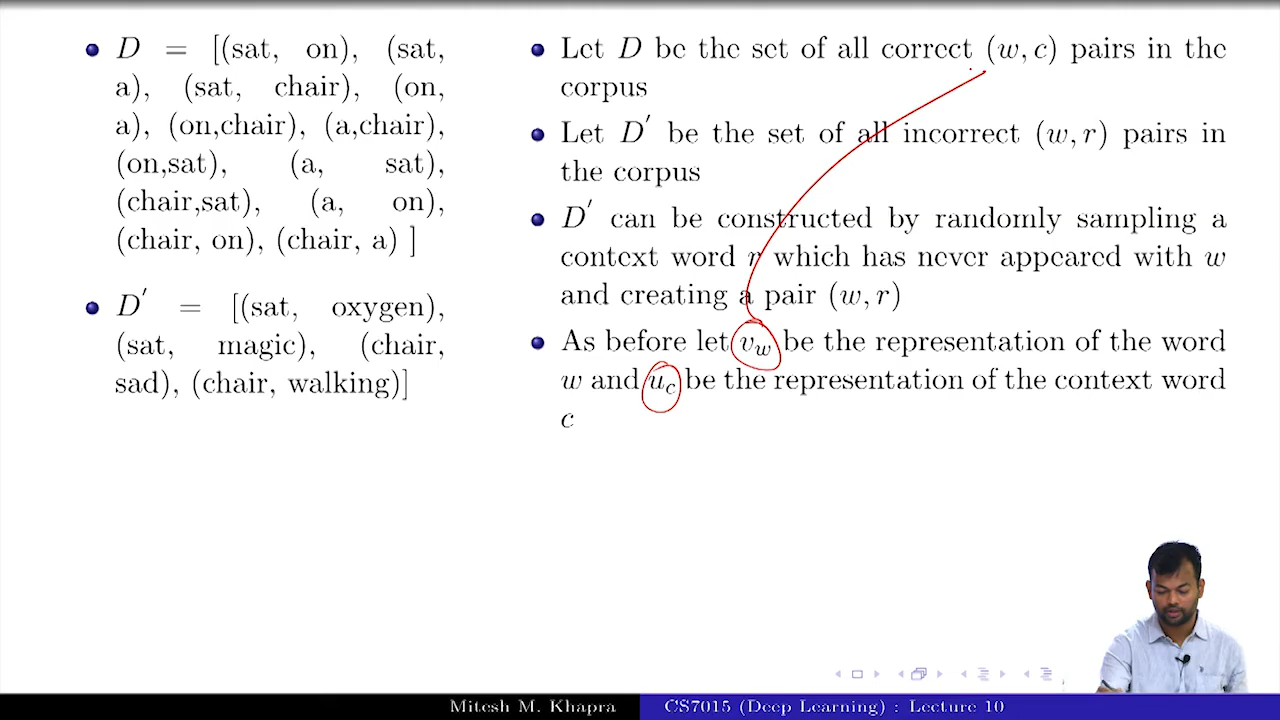 D = [(sat, on), (sat,
a), (sat, chair), (on,
a), (on,chair), (a,chair),
(on,sat), (a, sat),
(chair,sat), (a, on),
(chair, on), (chair, a) ]
D′ = [(sat, oxygen),
(sat, magic), (chair,
sad), (chair, walking)]
Let D be the set of all correct (w, c) pairs in the
corpus
Let D′ be the set of all incorrect (w, r) pairs in
the corpus
D′ can be constructed by randomly sampling a
context word r which has never appeared with w
and creating a pair (w, r)
As before let v_w be the representation of the word
w and u_c be the representation of the context word
c
Mitesh M. Khapra
CS7015 (Deep Learning) : Lecture 10